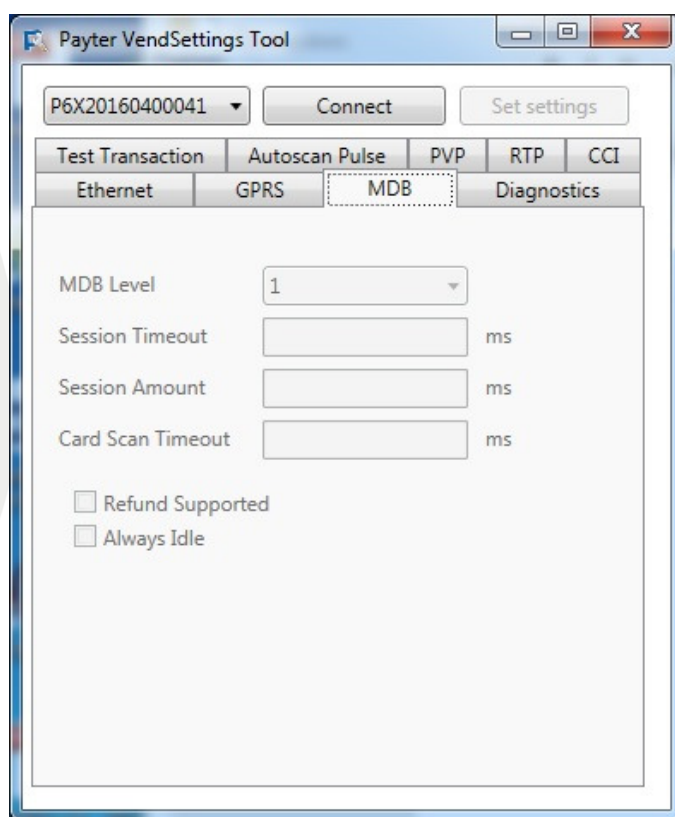 Payter VendSettings Tool
P6X20160400041 Connect Set settings
Test Transaction Autoscan Pulse PVP RTP CCI
Ethernet GPRS MDB Diagnostics
MDB Level 1
Session Timeout ms
Session Amount ms
Card Scan Timeout ms
Refund Supported
Always Idle